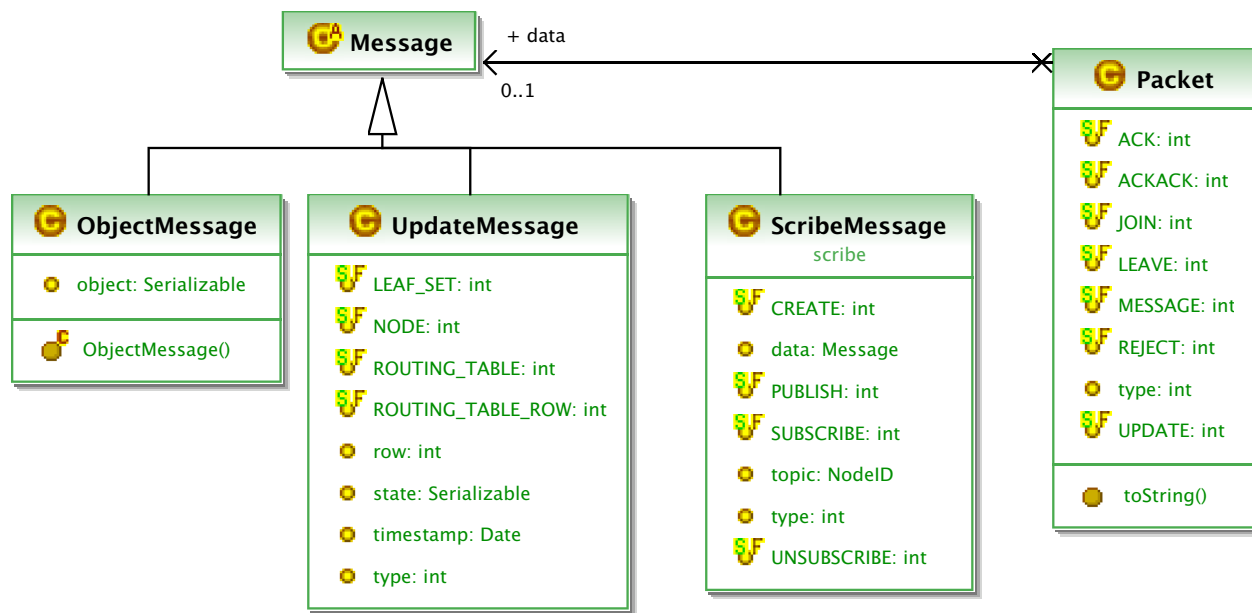 Message
+ data
0..1
Packet
ACK: int
ACKACK: int
JOIN: int
LEAVE: int
MESSAGE: int
REJECT: int
type: int
UPDATE: int
toString()
ObjectMessage
object: Serializable
ObjectMessage()
UpdateMessage
LEAF_SET: int
NODE: int
ROUTING_TABLE: int
ROUTING_TABLE_ROW: int
row: int
state: Serializable
timestamp: Date
type: int
ScribeMessage
scribe
CREATE: int
data: Message
PUBLISH: int
SUBSCRIBE: int
topic: NodeID
type: int
UNSUBSCRIBE: int